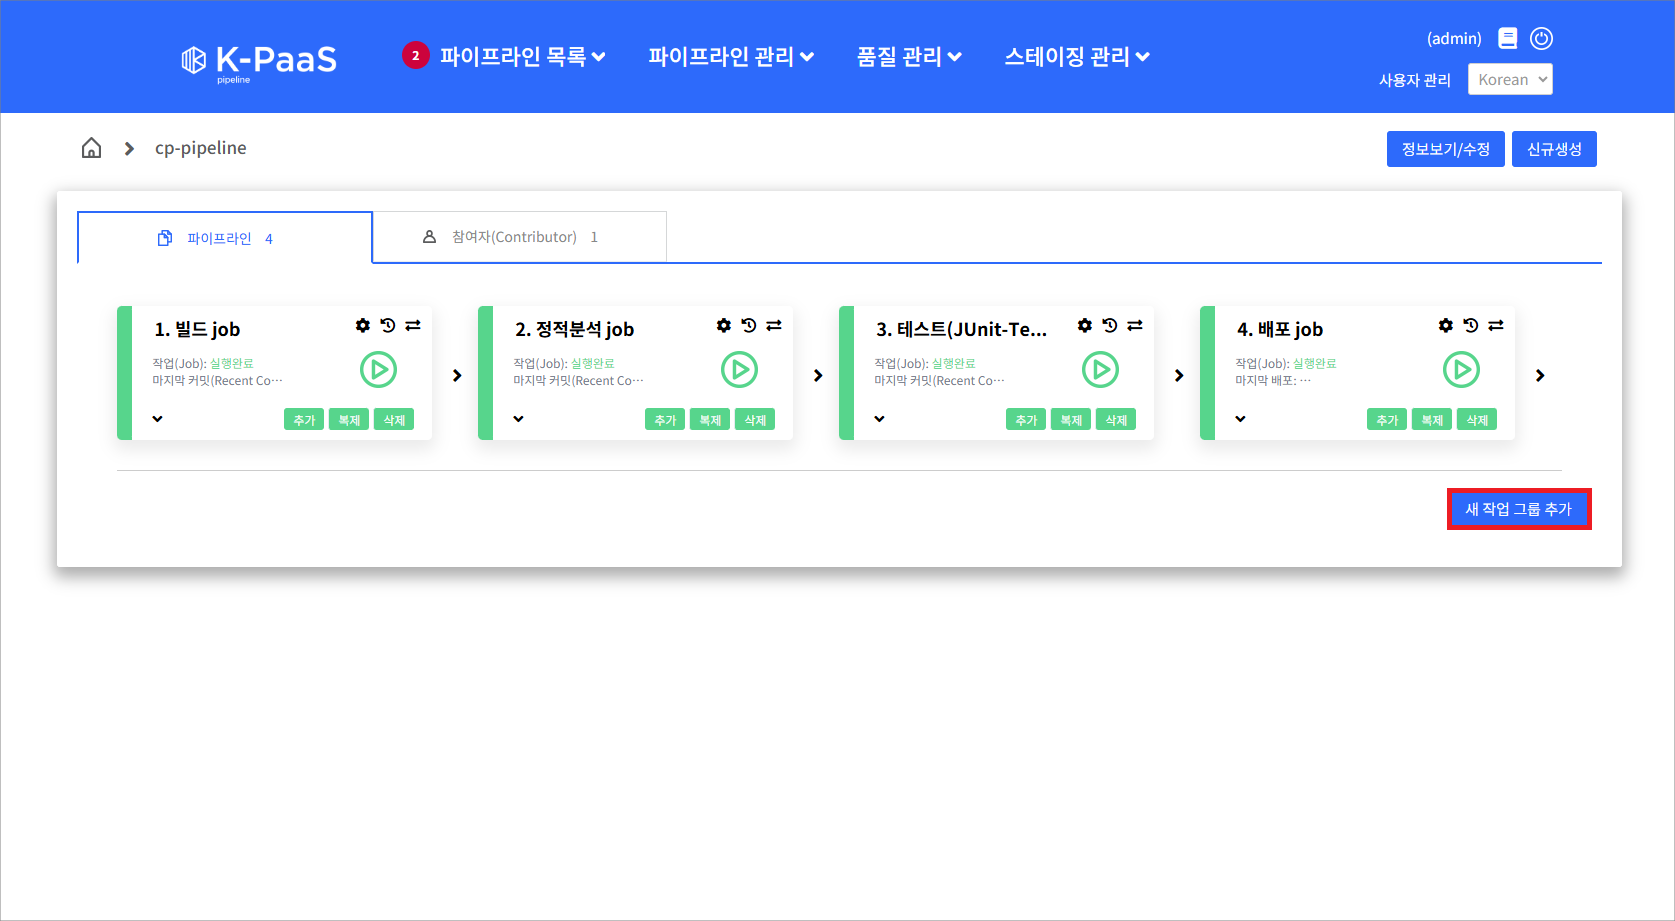 K-PaaS
pipeline
2 파이프라인 목록 파이프라인 관리 품질 관리 스테이징 관리
(admin)
사용자 관리 Korean
cp-pipeline
정보보기/수정 신규생성
파이프라인 4 참여자(Contributor) 1
1. 빌드 job
작업(Job): 실행완료
마지막 커밋(Recent Co…
추가 복제 삭제
2. 정적분석 job
작업(Job): 실행완료
마지막 커밋(Recent Co…
추가 복제 삭제
3. 테스트(JUnit-Te...
작업(Job): 실행완료
마지막 커밋(Recent Co…
추가 복제 삭제
4. 배포 job
작업(Job): 실행완료
마지막 배포: …
추가 복제 삭제
새 작업 그룹 추가